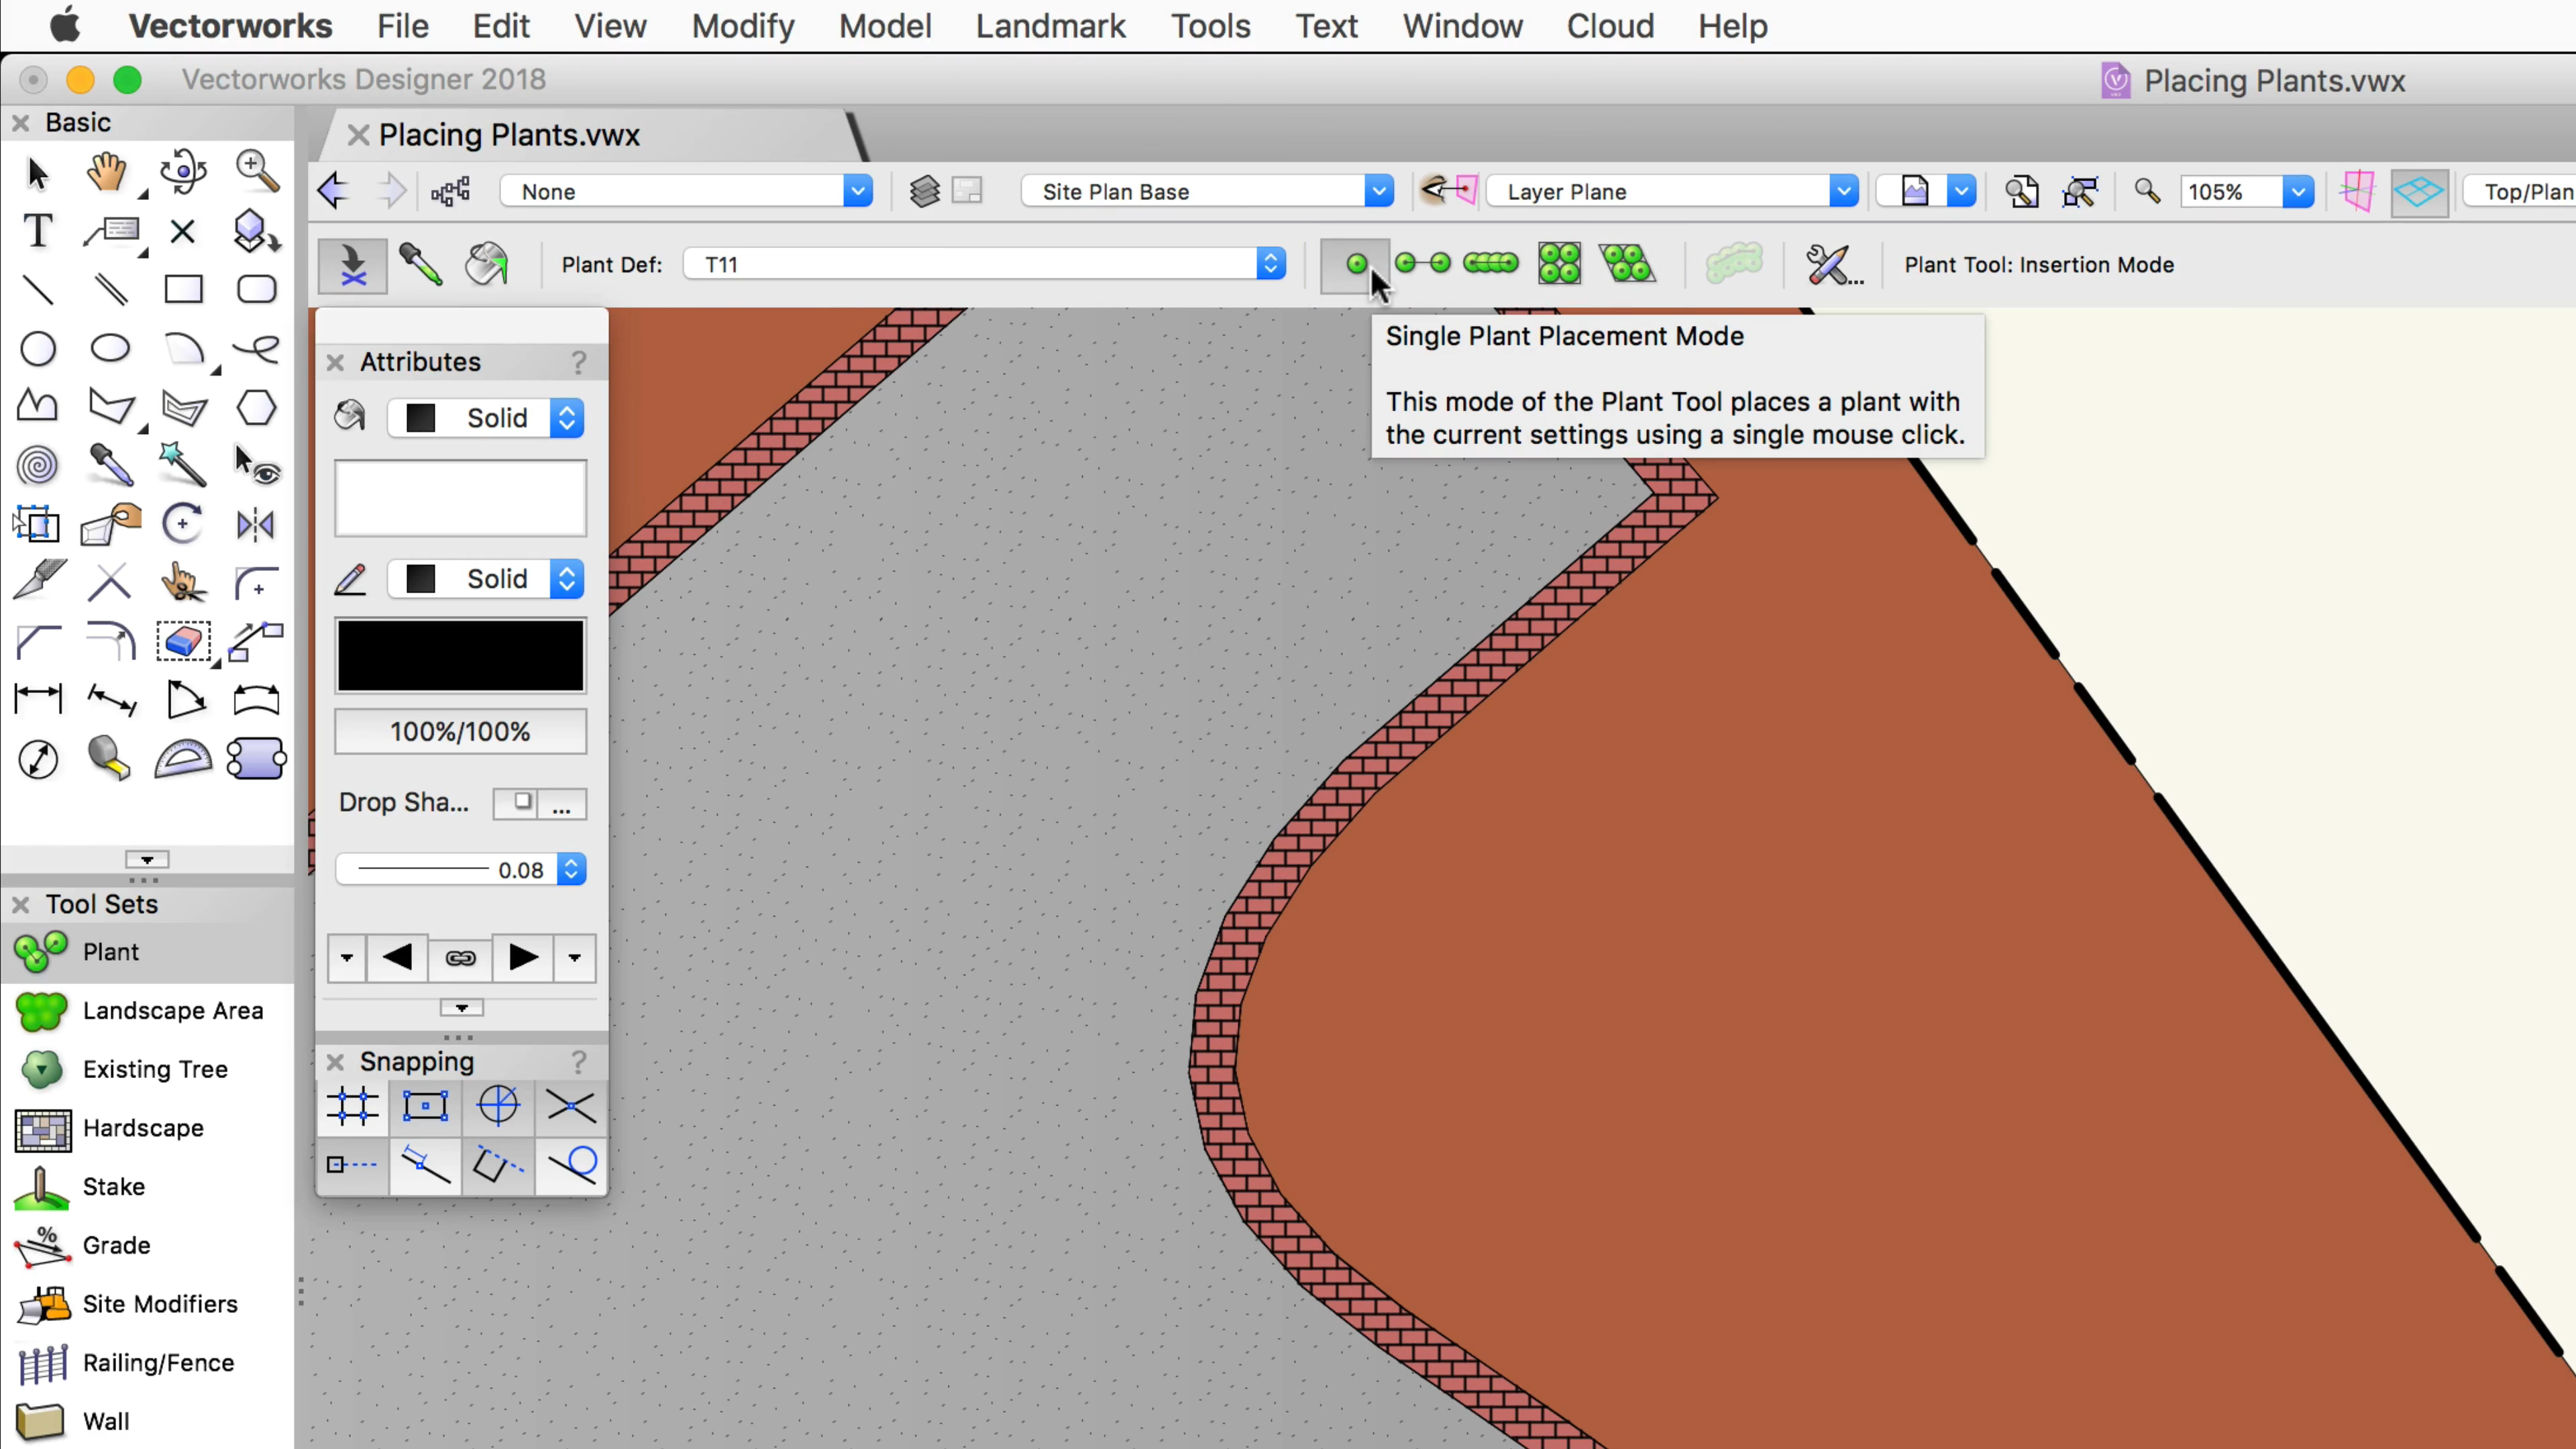 Vectorworks File Edit View Modify Model Landmark Tools Text Window Cloud Help
Vectorworks Designer 2018
Placing Plants.vwx
Basic
Placing Plants.vwx
None
Site Plan Base
Layer Plane
105%
Top/Plan
Plant Def:
T11
Plant Tool: Insertion Mode
Single Plant Placement Mode
This mode of the Plant Tool places a plant with
the current settings using a single mouse click.
Attributes ?
Solid
Solid
100%/100%
Drop Sha... ...
0.08
Snapping ?
Tool Sets
Plant
Landscape Area
Existing Tree
Hardscape
Stake
Grade
Site Modifiers
Railing/Fence
Wall